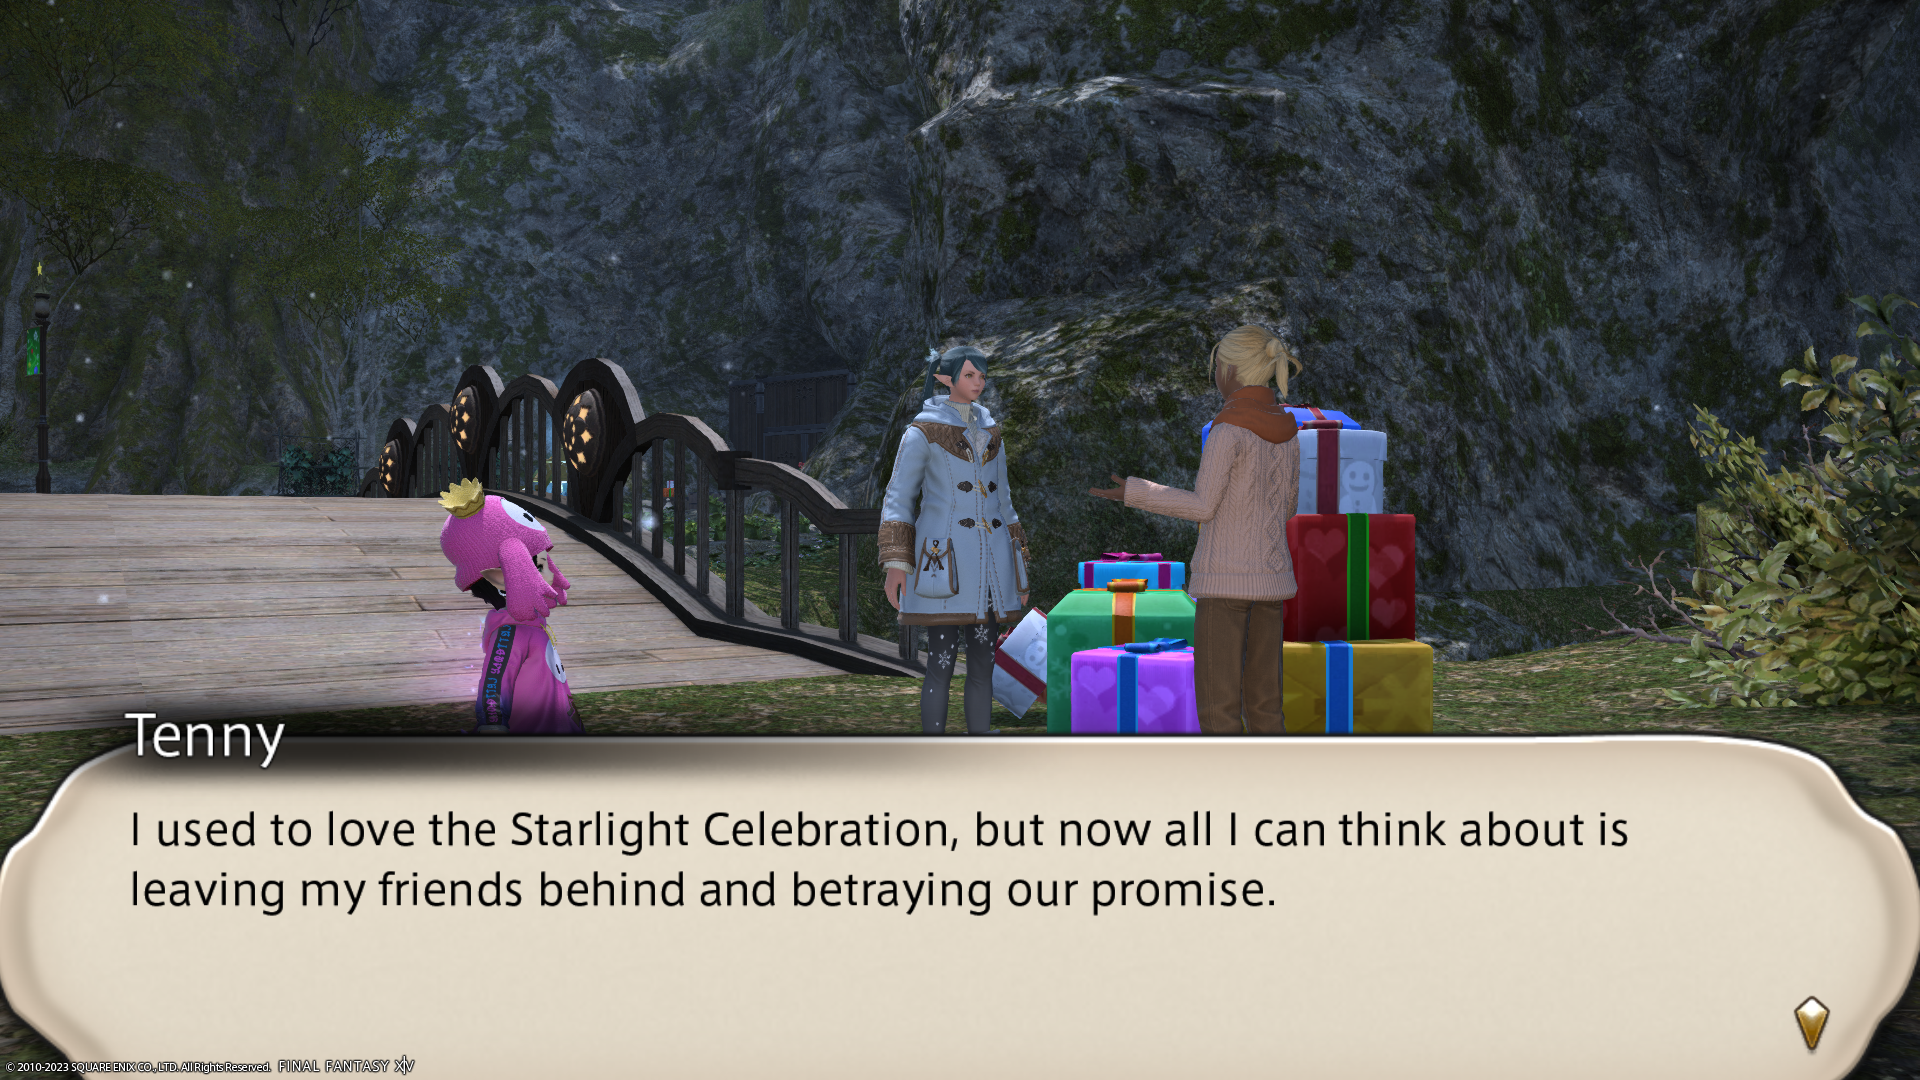 Tenny
I used to love the Starlight Celebration, but now all I can think about is
leaving my friends behind and betraying our promise.
© 2010-2023 SQUARE ENIX CO., LTD. All Rights Reserved. FINAL FANTASY XIV